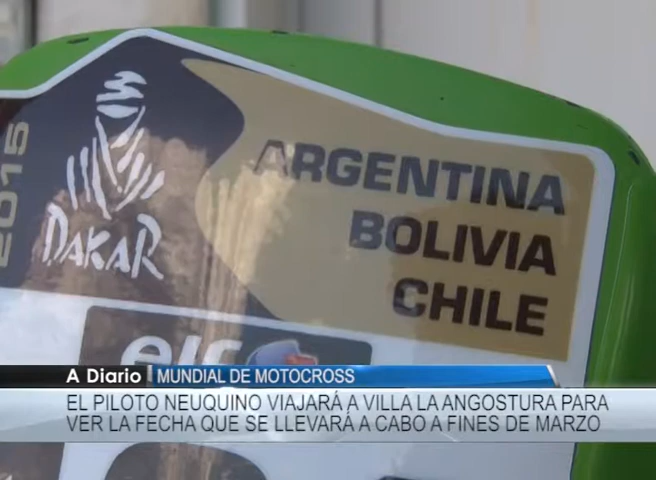 2015
DAKAR
ARGENTINA
BOLIVIA
CHILE
A Diario
MUNDIAL DE MOTOCROSS
EL PILOTO NEUQUINO VIAJARÁ A VILLA LA ANGOSTURA PARA
VER LA FECHA QUE SE LLEVARÁ A CABO A FINES DE MARZO